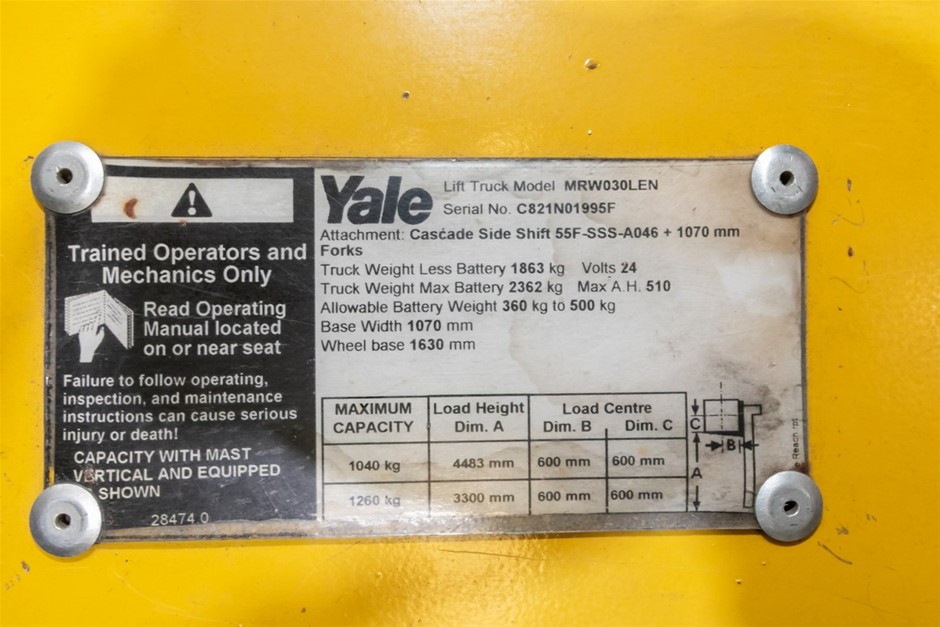 Trained Operators and
Mechanics Only
Read Operating
Manual located
on or near seat
Failure to follow operating,
inspection, and maintenance
instructions can cause serious
injury or death!
CAPACITY WITH MAST
VERTICAL AND EQUIPPED
SHOWN
28474 0
Yale
Lift Truck Model MRW030LEN
Serial No. C821N01995F
Attachment: Cascade Side Shift 55F-SSS-A046 + 1070 mm
Forks
Truck Weight Less Battery 1863 kg Volts 24
Truck Weight Max Battery 2362 kg Max A.H. 510
Allowable Battery Weight 360 kg to 500 kg
Base Width 1070 mm
Wheel base 1630 mm
MAXIMUM CAPACITY Load Height Dim. A Load Centre Dim. B Dim. C
1040 kg 4483 mm 600 mm 600 mm
1260 kg 3300 mm 600 mm 600 mm
C
B
A
Reach